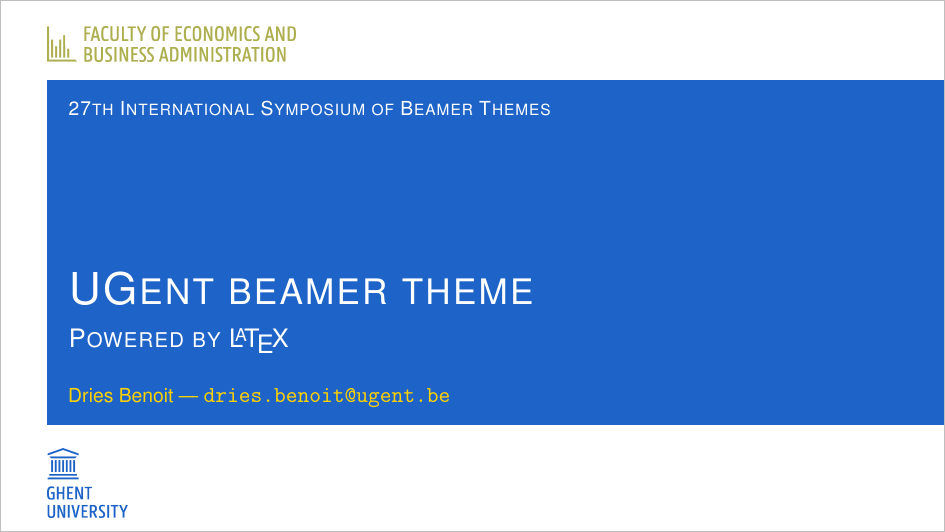 FACULTY OF ECONOMICS AND
BUSINESS ADMINISTRATION
27TH INTERNATIONAL SYMPOSIUM OF BEAMER THEMES
UGENT BEAMER THEME
POWERED BY LATEX
Dries Benoit — dries.benoit@ugent.be
GHENT
UNIVERSITY